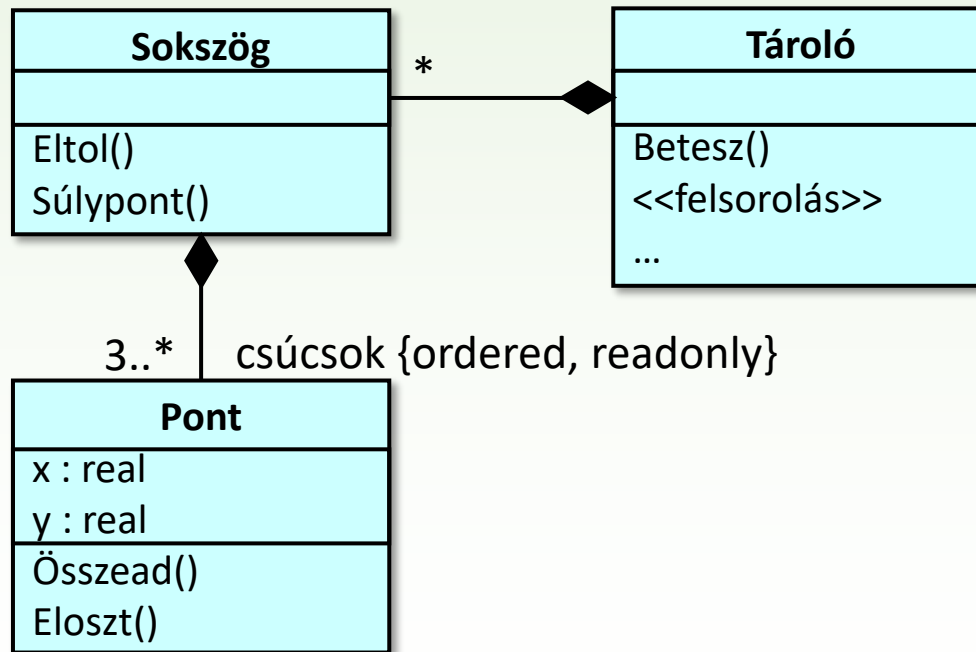 Sokszög
Eltol()
Súlypont()
*
Tároló
Betesz()
<<felsorolás>>
...
3..*
csúcsok {ordered, readonly}
Pont
x : real
y : real
Összead()
Eloszt()